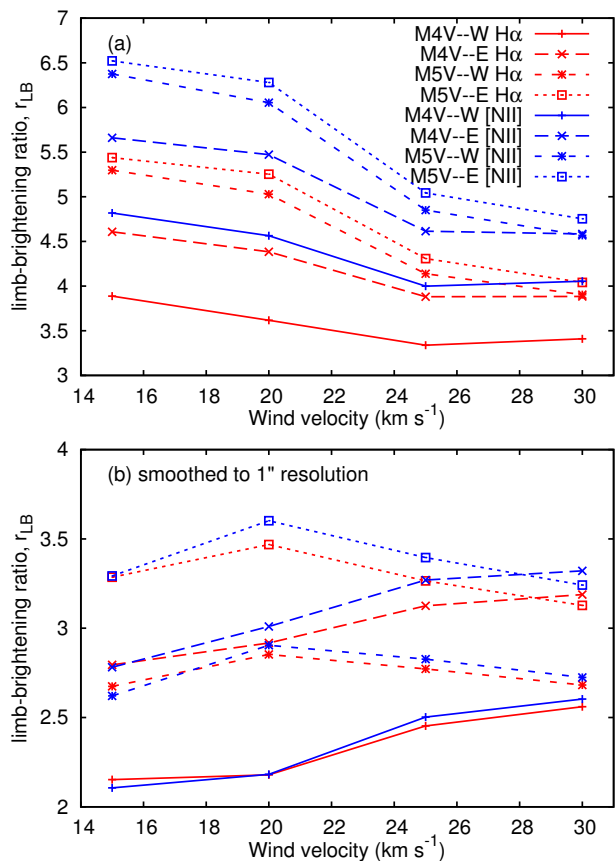 (a)
M4V--W Hα
M4V--E Hα
M5V--W Hα
M5V--E Hα
M4V--W [NII]
M4V--E [NII]
M5V--W [NII]
M5V--E [NII]
limb-brightening ratio, r_LB
7
6.5
6
5.5
5
4.5
4
3.5
3
14 16 18 20 22 24 26 28 30
Wind velocity (km s⁻¹)
(b) smoothed to 1" resolution
limb-brightening ratio, r_LB
4
3.5
3
2.5
2
14 16 18 20 22 24 26 28 30
Wind velocity (km s⁻¹)